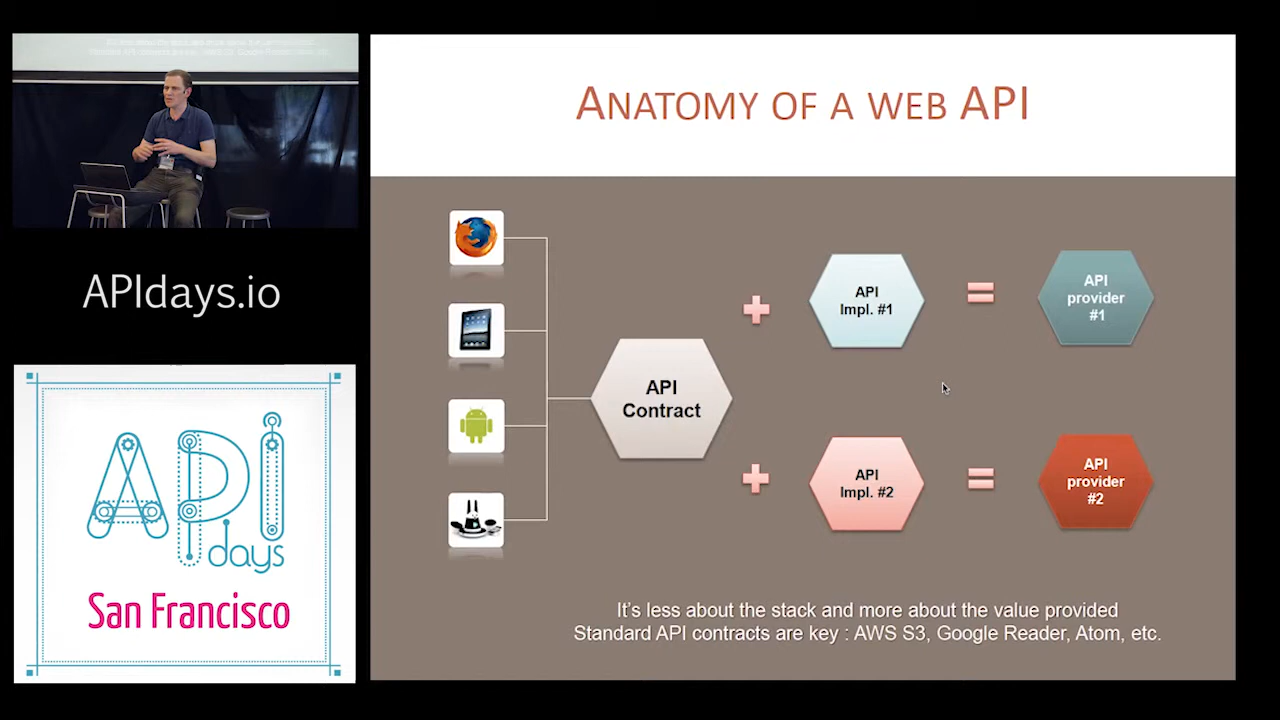 ANATOMY OF A WEB API
APIdays.io
API
days
San Francisco
API
Contract
API
Impl. #1
API
provider
#1
API
Impl. #2
API
provider
#2
It's less about the stack and more about the value provided
Standard API contracts are key : AWS S3, Google Reader, Atom, etc.